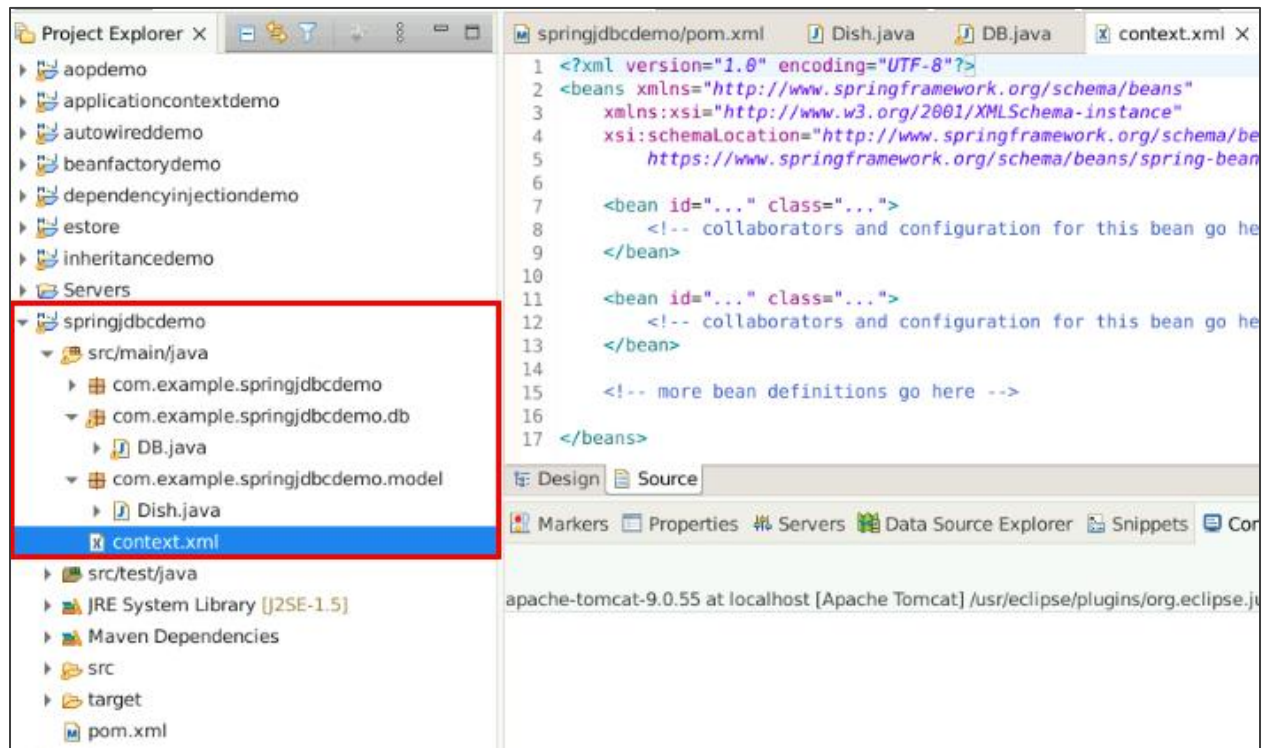 Project Explorer
aopdemo
applicationcontextdemo
autowireddemo
beanfactorydemo
dependencyinjectiondemo
estore
inheritancedemo
Servers
springjdbcdemo
src/main/java
com.example.springjdbcdemo
com.example.springjdbcdemo.db
DB.java
com.example.springjdbcdemo.model
Dish.java
context.xml
src/test/java
JRE System Library [J2SE-1.5]
Maven Dependencies
src
target
pom.xml
springjdbcdemo/pom.xml Dish.java DB.java context.xml
1 <?xml version="1.0" encoding="UTF-8"?>
2 <beans xmlns="http://www.springframework.org/schema/beans"
3 xmlns:xsi="http://www.w3.org/2001/XMLSchema-instance"
4 xsi:schemaLocation="http://www.springframework.org/schema/be
5 https://www.springframework.org/schema/beans/spring-bean
6
7 <bean id="..." class="...">
8 <!-- collaborators and configuration for this bean go he
9 </bean>
10
11 <bean id="..." class="...">
12 <!-- collaborators and configuration for this bean go he
13 </bean>
14
15 <!-- more bean definitions go here -->
16
17 </beans>
Design Source
Markers Properties Servers Data Source Explorer Snippets Con
apache-tomcat-9.0.55 at localhost [Apache Tomcat] /usr/eclipse/plugins/org.eclipse.ju